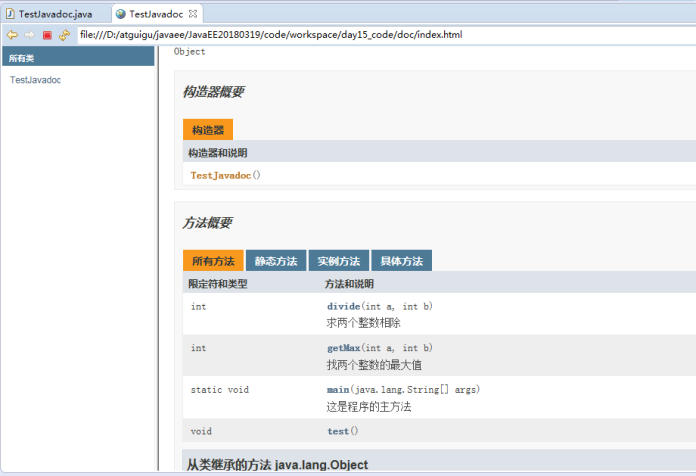 TestJavadoc.java
TestJavadoc
file:///D:/atguigu/javaee/JavaEE20180319/code/workspace/day15_code/doc/index.html
所有类
TestJavadoc
Object
构造器概要
构造器
构造器和说明
TestJavadoc()
方法概要
所有方法 静态方法 实例方法 具体方法
限定符和类型 方法和说明
int divide(int a, int b)
求两个整数相除
int getMax(int a, int b)
找两个整数的最大值
static void main(java.lang.String[] args)
这是程序的主方法
void test()
从类继承的方法 java.lang.Object